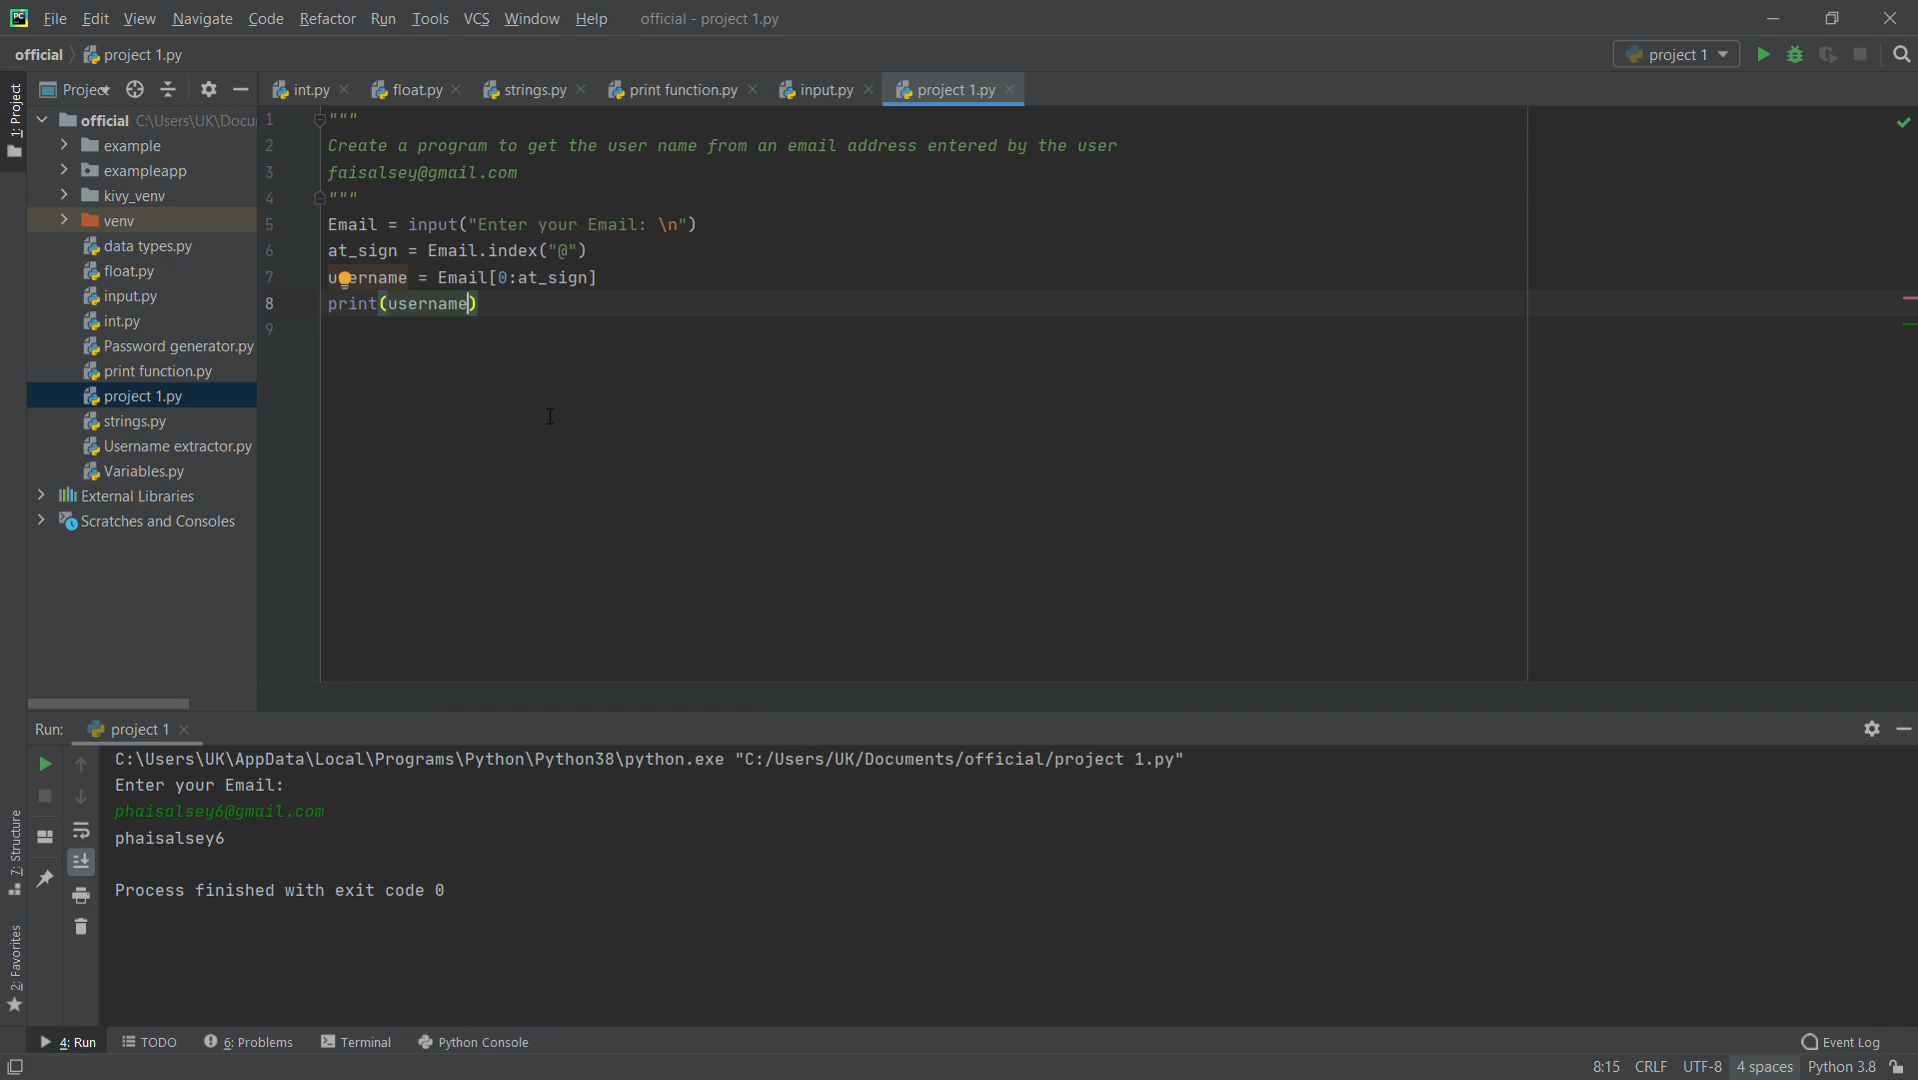 File Edit View Navigate Code Refactor Run Tools VCS Window Help official - project 1.py
official project 1.py project 1
Project int.py float.py strings.py print function.py input.py project 1.py
1: Project
official C:\Users\UK\Docu
example
exampleapp
kivy_venv
venv
data types.py
float.py
input.py
int.py
Password generator.py
print function.py
project 1.py
strings.py
Username extractor.py
Variables.py
External Libraries
Scratches and Consoles
1 """
2 Create a program to get the user name from an email address entered by the user
3 faisalsey@gmail.com
4 """
5 Email = input("Enter your Email: \n")
6 at_sign = Email.index("@")
7 username = Email[0:at_sign]
8 print(username)
9
Run: project 1
C:\Users\UK\AppData\Local\Programs\Python\Python38\python.exe "C:/Users/UK/Documents/official/project 1.py"
Enter your Email:
phaisalsey6@gmail.com
phaisalsey6
Process finished with exit code 0
7: Structure
2: Favorites
4: Run TODO 6: Problems Terminal Python Console Event Log
8:15 CRLF UTF-8 4 spaces Python 3.8